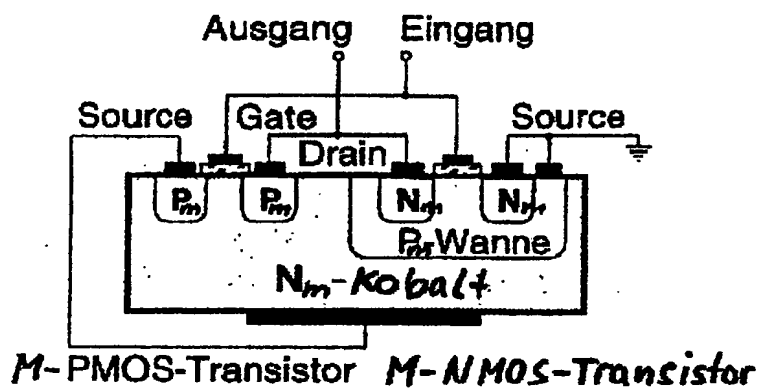 Ausgang Eingang
Source Gate Source
Drain
Pm Pm Nm Nm
Pm-Wanne
Nm-Kobalt
M-PMOS-Transistor M-NMOS-Transistor